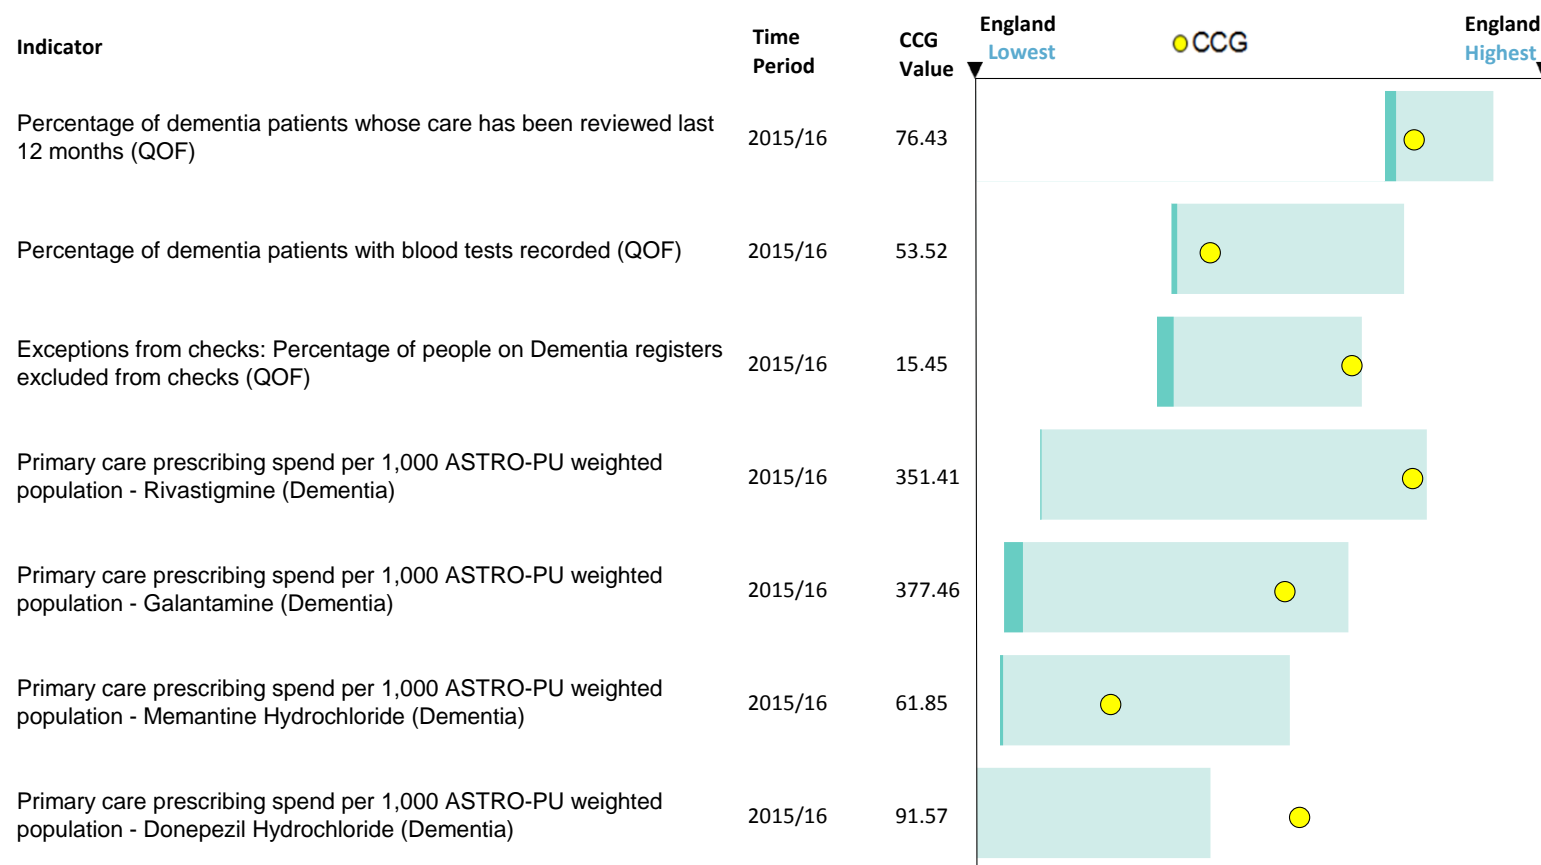 Indicator
Time
Period
CCG
Value
England
Lowest
CCG
England
Highest
Percentage of dementia patients whose care has been reviewed last
12 months (QOF)
2015/16
76.43
Percentage of dementia patients with blood tests recorded (QOF)
2015/16
53.52
Exceptions from checks: Percentage of people on Dementia registers
excluded from checks (QOF)
2015/16
15.45
Primary care prescribing spend per 1,000 ASTRO-PU weighted
population - Rivastigmine (Dementia)
2015/16
351.41
Primary care prescribing spend per 1,000 ASTRO-PU weighted
population - Galantamine (Dementia)
2015/16
377.46
Primary care prescribing spend per 1,000 ASTRO-PU weighted
population - Memantine Hydrochloride (Dementia)
2015/16
61.85
Primary care prescribing spend per 1,000 ASTRO-PU weighted
population - Donepezil Hydrochloride (Dementia)
2015/16
91.57